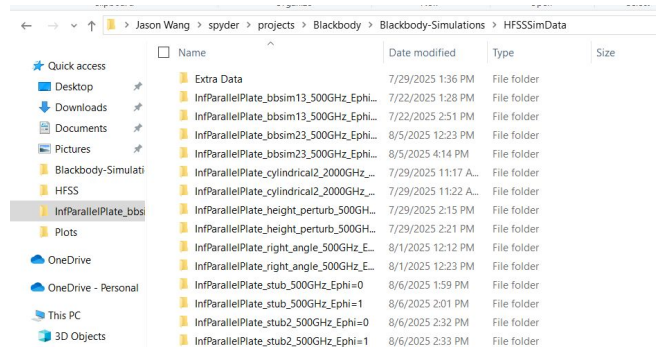 Jason Wang > spyder > projects > Blackbody > Blackbody-Simulations > HFSSSimData
Name Date modified Type Size
Quick access
Desktop
Downloads
Documents
Pictures
Blackbody-Simulati
HFSS
InfParallelPlate_bbsi
Plots
OneDrive
OneDrive - Personal
This PC
3D Objects
Extra Data 7/29/2025 1:36 PM File folder
InfParallelPlate_bbsim13_500GHz_Ephi... 7/22/2025 1:28 PM File folder
InfParallelPlate_bbsim13_500GHz_Ephi... 7/22/2025 2:51 PM File folder
InfParallelPlate_bbsim23_500GHz_Ephi... 8/5/2025 12:23 PM File folder
InfParallelPlate_bbsim23_500GHz_Ephi... 8/5/2025 4:14 PM File folder
InfParallelPlate_cylindrical2_2000GHz_... 7/29/2025 11:17 A... File folder
InfParallelPlate_cylindrical2_2000GHz_... 7/29/2025 11:22 A... File folder
InfParallelPlate_height_perturb_500GH... 7/29/2025 2:15 PM File folder
InfParallelPlate_height_perturb_500GH... 7/29/2025 2:21 PM File folder
InfParallelPlate_right_angle_500GHz_E... 8/1/2025 12:12 PM File folder
InfParallelPlate_right_angle_500GHz_E... 8/1/2025 12:23 PM File folder
InfParallelPlate_stub_500GHz_Ephi=0 8/6/2025 1:59 PM File folder
InfParallelPlate_stub_500GHz_Ephi=1 8/6/2025 2:01 PM File folder
InfParallelPlate_stub2_500GHz_Ephi=0 8/6/2025 2:32 PM File folder
InfParallelPlate_stub2_500GHz_Ephi=1 8/6/2025 2:33 PM File folder